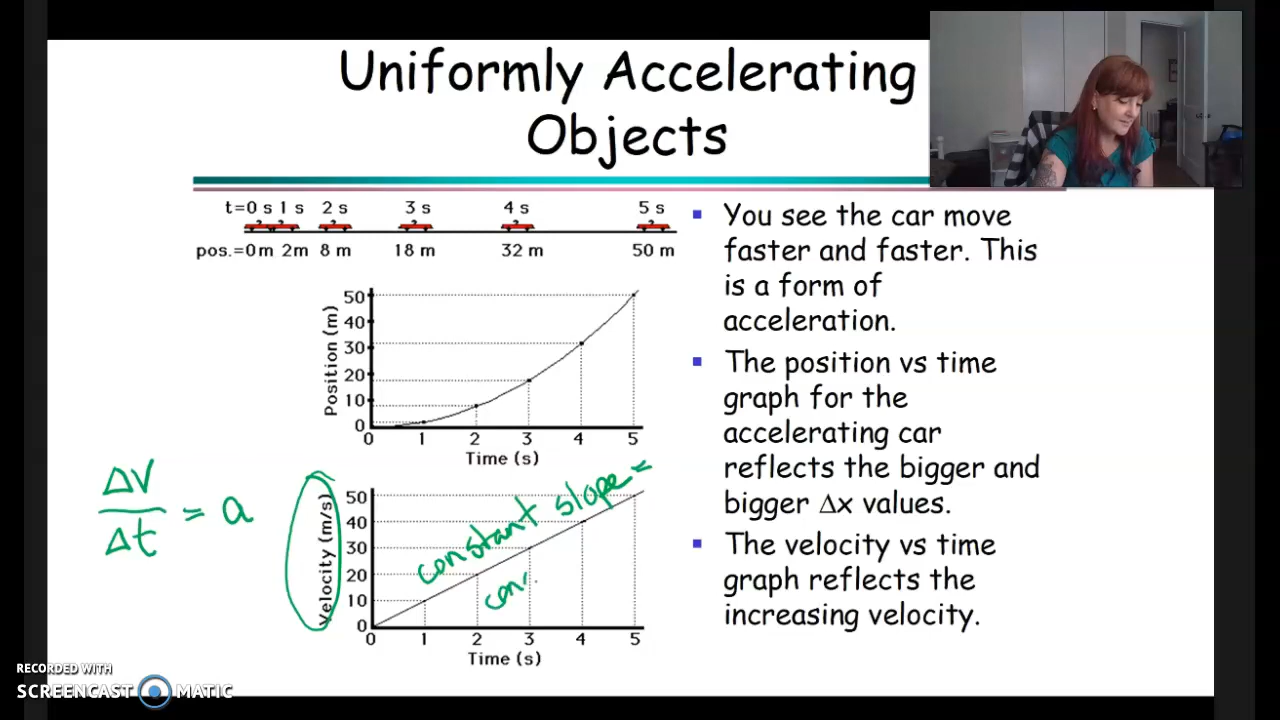 Uniformly Accelerating
Objects
t=0 s 1 s 2 s 3 s 4 s 5 s
pos.=0m 2m 8 m 18 m 32 m 50 m
Position (m)
50
40
30
20
10
0
0 1 2 3 4 5
Time (s)
ΔV
Δt = a
Velocity (m/s)
50
40
30
20
10
0
constant slope =
con
0 1 2 3 4 5
Time (s)
▪ You see the car move
faster and faster. This
is a form of
acceleration.
▪ The position vs time
graph for the
accelerating car
reflects the bigger and
bigger Δx values.
▪ The velocity vs time
graph reflects the
increasing velocity.
RECORDED WITH
SCREENCAST MATIC